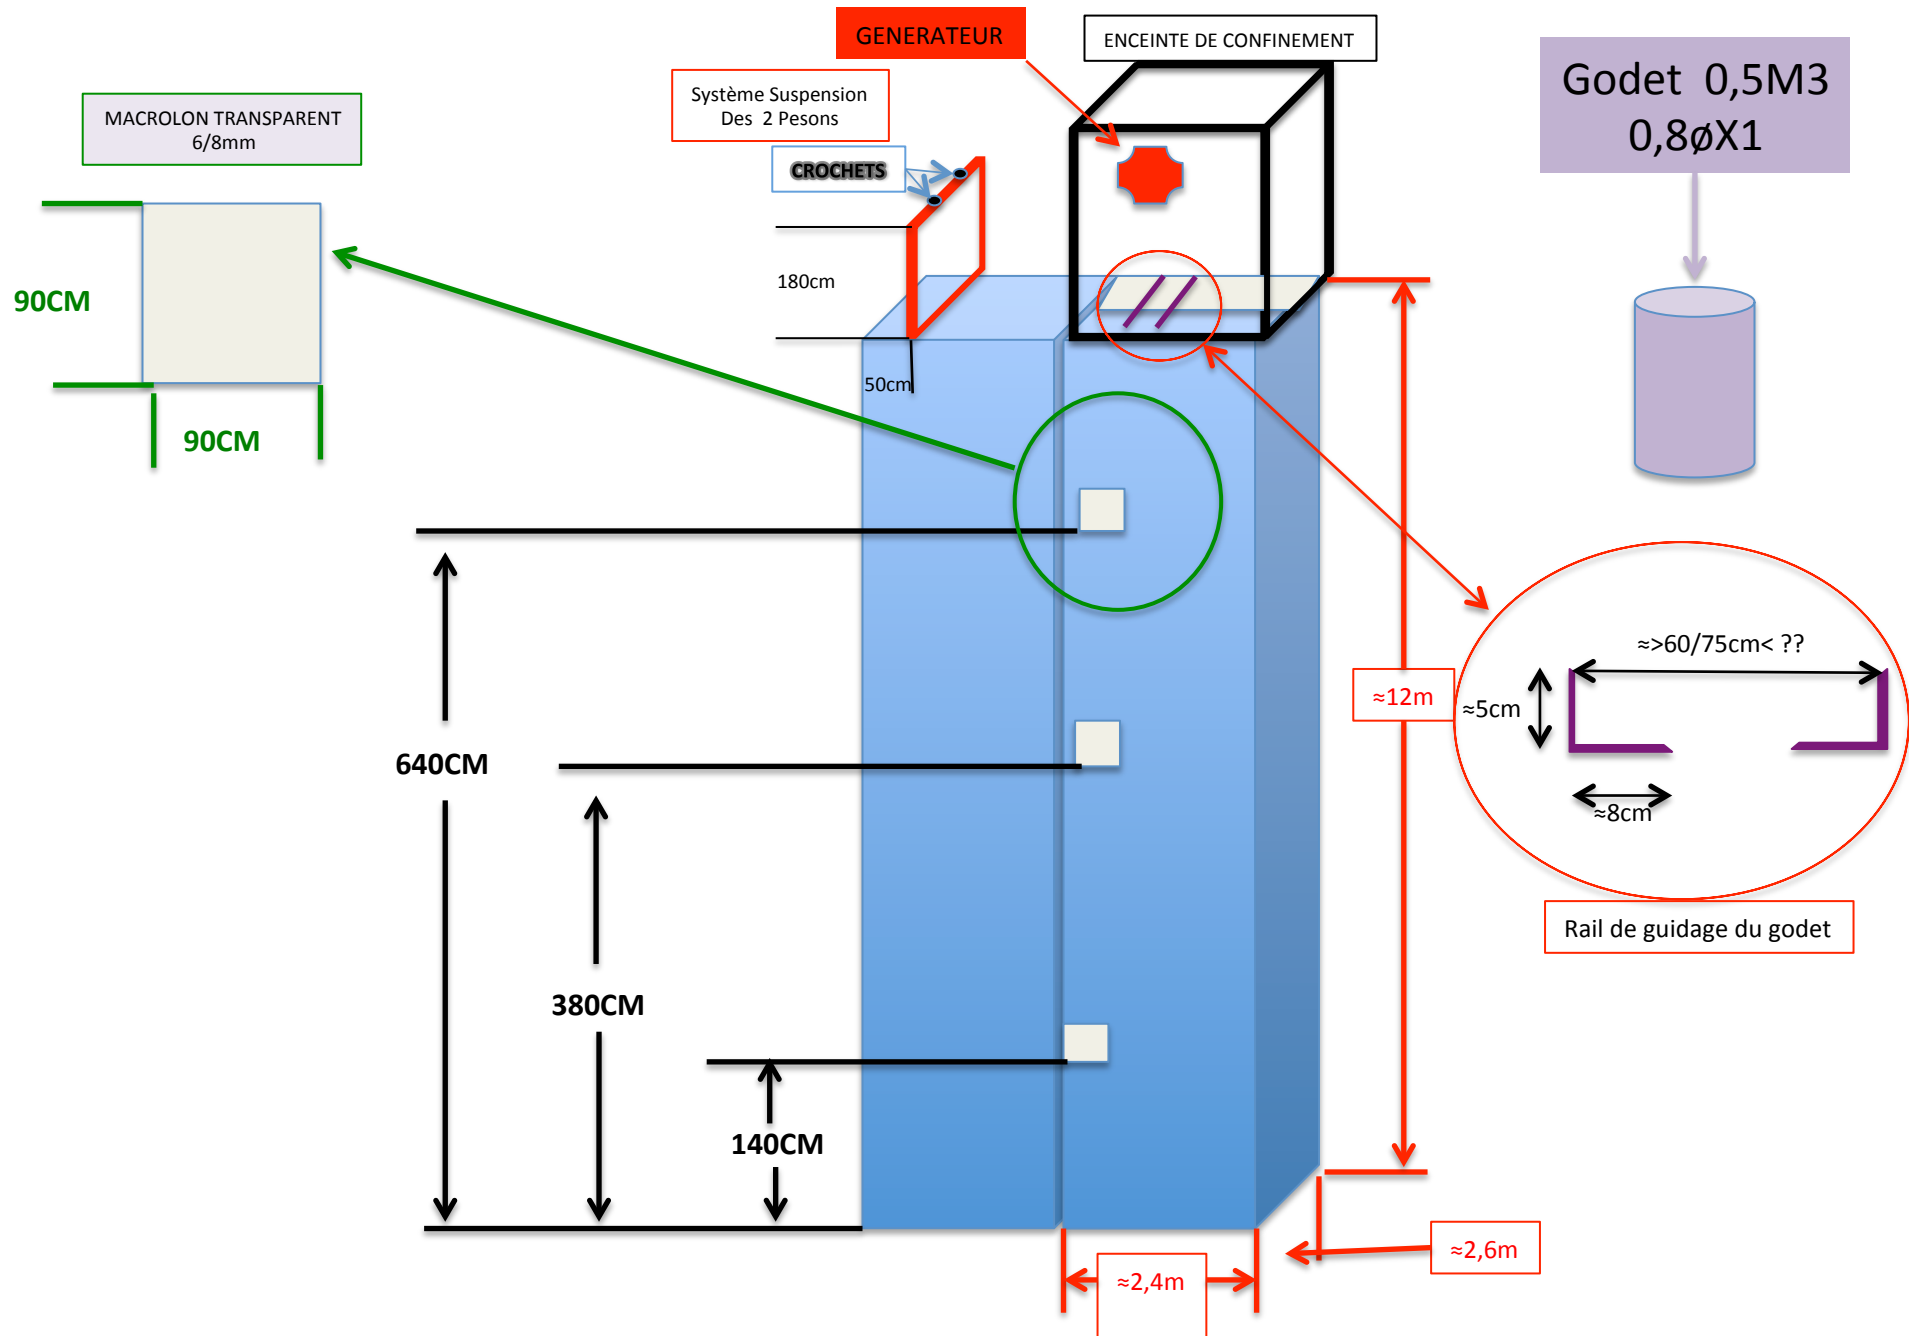 GENERATEUR
ENCEINTE DE CONFINEMENT
Godet 0,5M3
0,8øX1
Système Suspension
Des 2 Pesons
MACROLON TRANSPARENT
6/8mm
CROCHETS
90CM
90CM
180cm
50cm
≈>60/75cm< ??
≈5cm
≈8cm
≈12m
Rail de guidage du godet
640CM
380CM
140CM
≈2,6m
≈2,4m